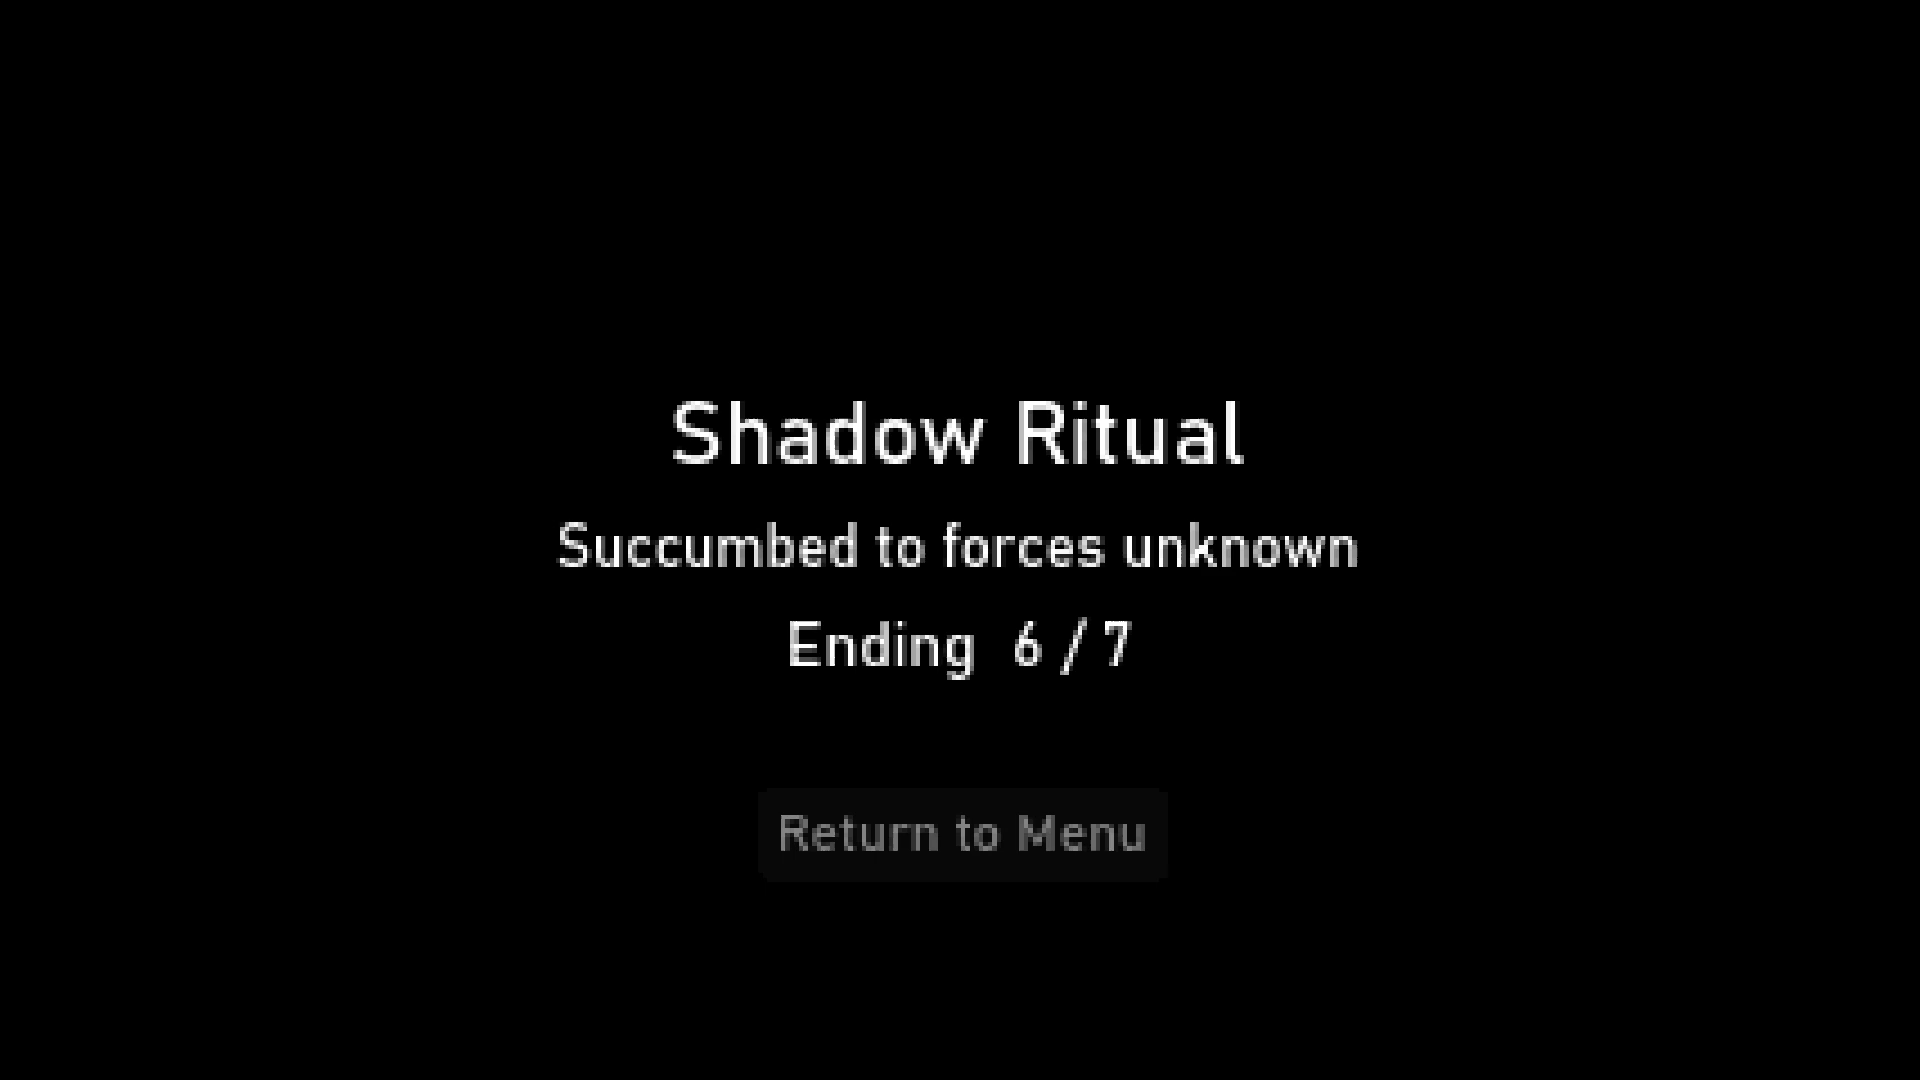 Shadow Ritual
Succumbed to forces unknown
Ending 6 / 7
Return to Menu